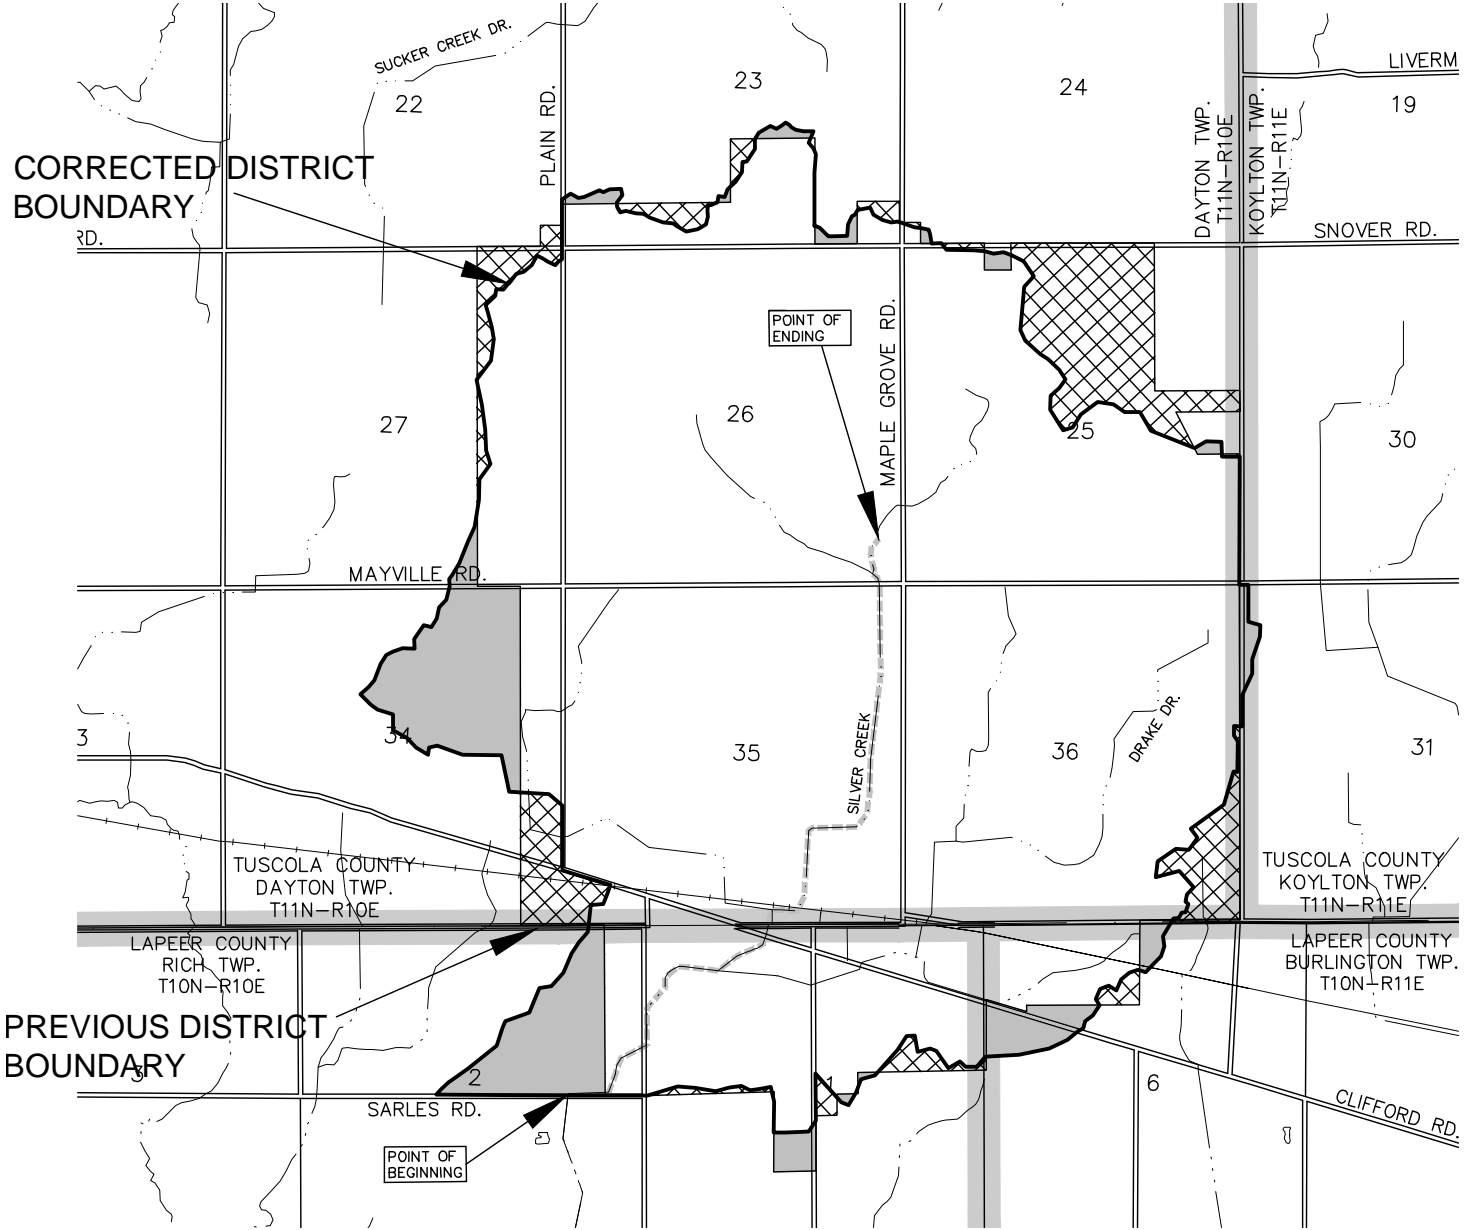 SUCKER CREEK DR.
22
23
24
LIVERM
19
PLAIN RD.
DAYTON TWP.
T11N-R10E
KOYLTON TWP.
T11N-R11E
CORRECTED DISTRICT
BOUNDARY
RD.
SNOVER RD.
POINT OF
ENDING
MAPLE GROVE RD.
27
26
25
30
MAYVILLE RD.
3
34
35
SILVER CREEK
36
DRAKE DR.
31
TUSCOLA COUNTY
DAYTON TWP.
T11N-R10E
TUSCOLA COUNTY
KOYLTON TWP.
T11N-R11E
LAPEER COUNTY
RICH TWP.
T10N-R10E
LAPEER COUNTY
BURLINGTON TWP.
T10N-R11E
PREVIOUS DISTRICT
BOUNDARY
3
2
1
6
SARLES RD.
CLIFFORD RD.
POINT OF
BEGINNING